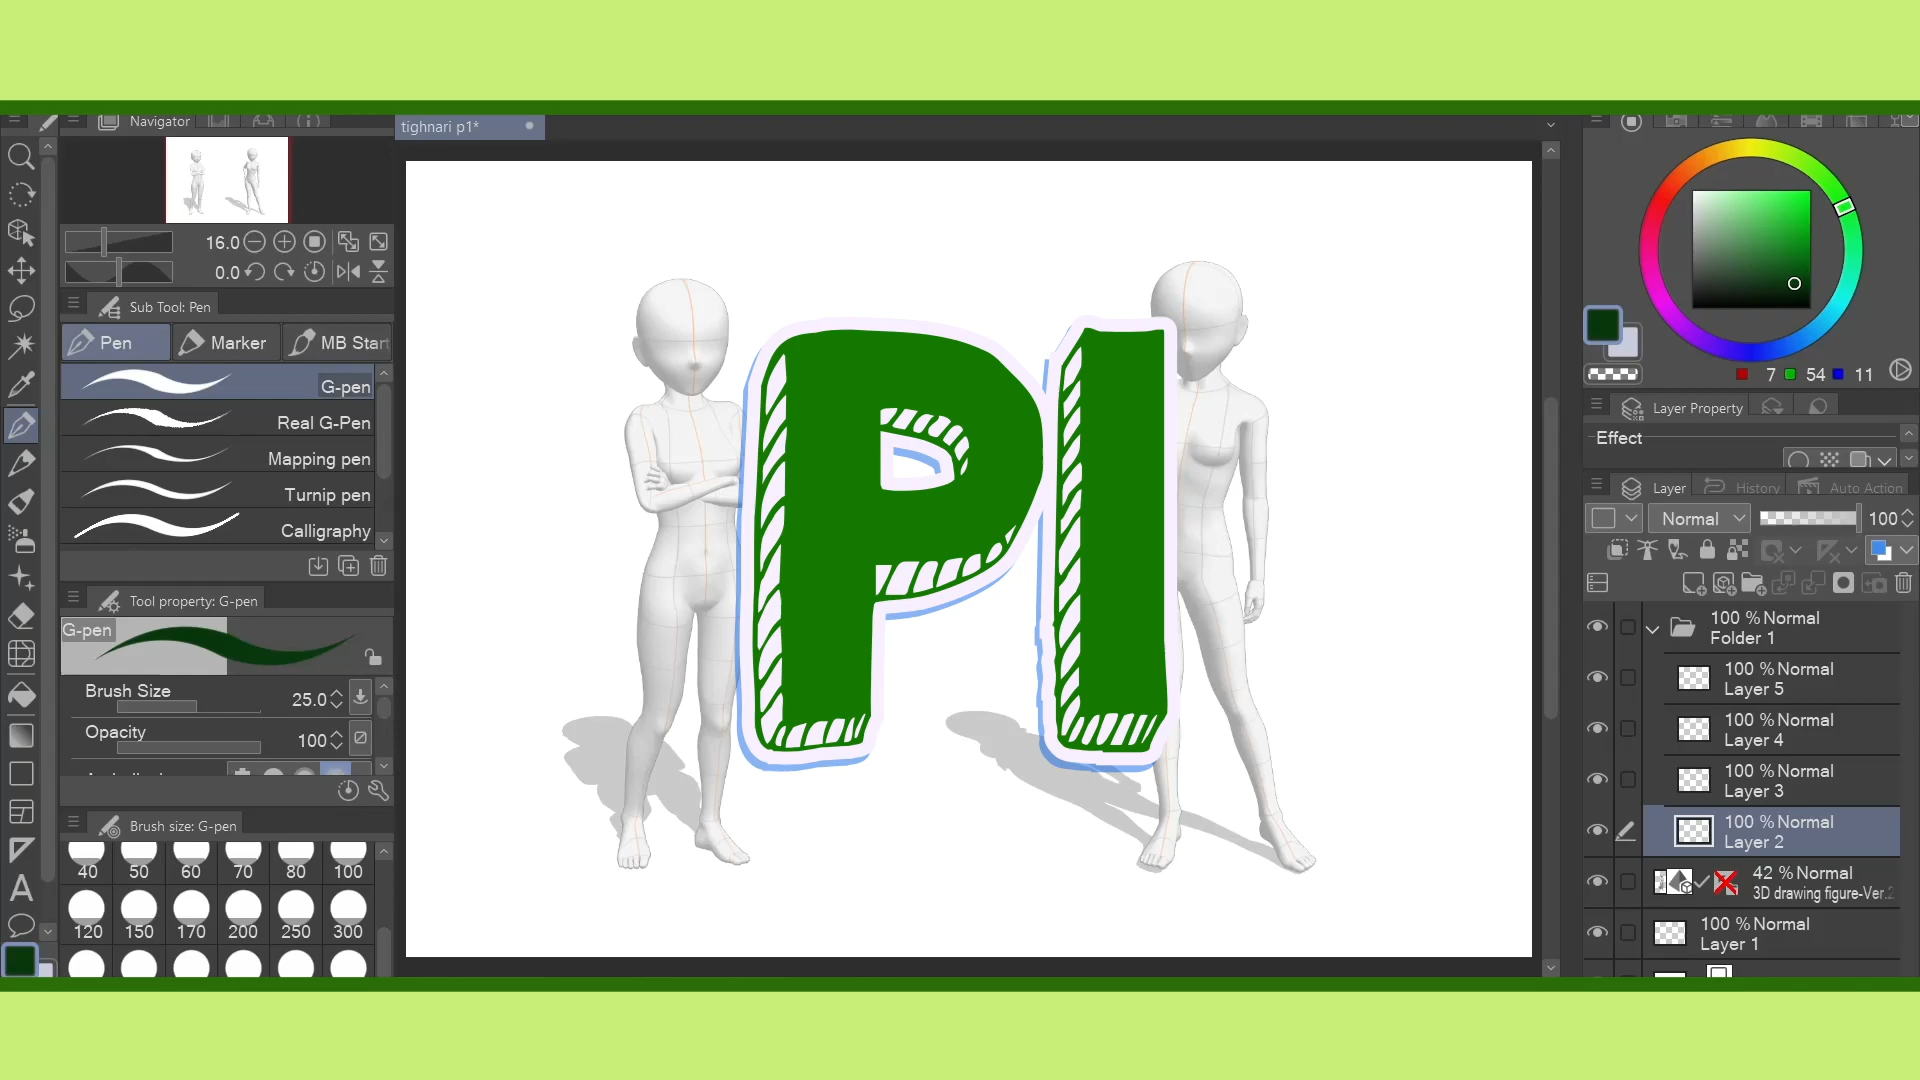 Navigator
tighnari p1*
16.0
0.0
Sub Tool: Pen
Pen
Marker
MB Start
G-pen
Real G-Pen
Mapping pen
Turnip pen
Calligraphy
Tool property: G-pen
G-pen
Brush Size
25.0
Opacity
100
Brush size: G-pen
40 50 60 70 80 100
120 150 170 200 250 300
PI
7 54 11
Layer Property
Effect
Layer
History
Auto Action
Normal
100
100 % Normal
Folder 1
100 % Normal
Layer 5
100 % Normal
Layer 4
100 % Normal
Layer 3
100 % Normal
Layer 2
42 % Normal
3D drawing figure-Ver.2
100 % Normal
Layer 1
A